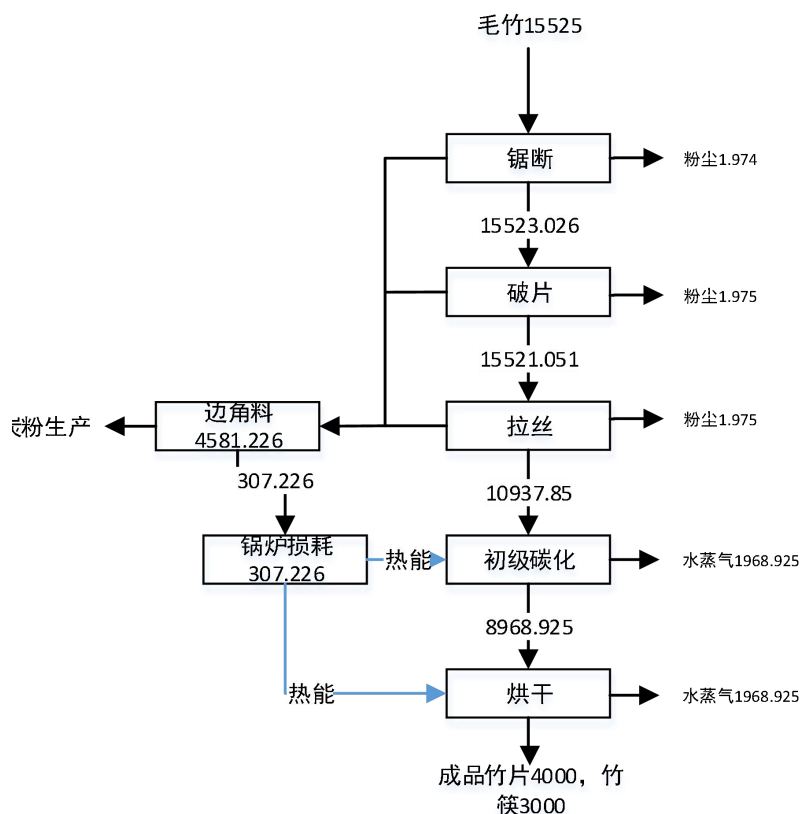 毛竹15525
锯断
粉尘1.974
15523.026
破片
粉尘1.975
15521.051
边角料
4581.226
粉生产
拉丝
粉尘1.975
307.226
10937.85
锅炉损耗
307.226
热能
初级碳化
水蒸气1968.925
8968.925
热能
烘干
水蒸气1968.925
成品竹片4000，竹
筷3000